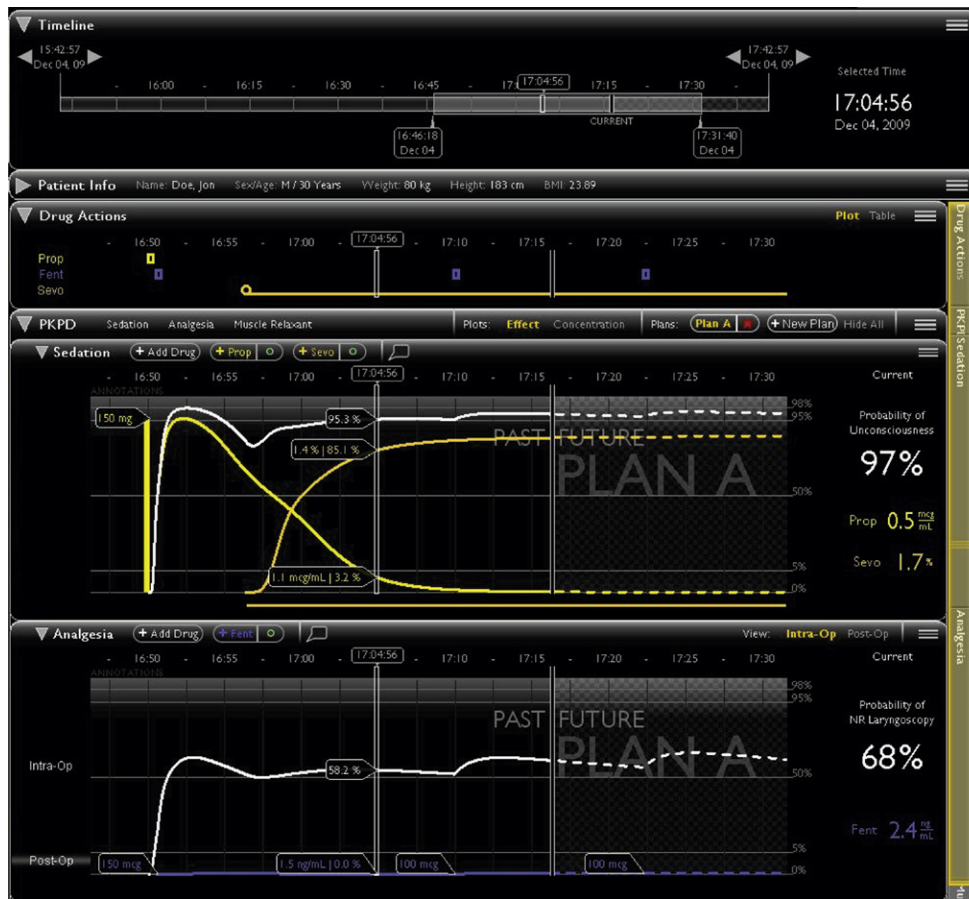 Timeline
15:42:57
Dec 04, 09
17:42:57
Dec 04, 09
16:00 16:15 16:30 16:45 17:04:56 17:15 17:30
CURRENT
16:46:18
Dec 04
17:31:40
Dec 04
Selected Time
17:04:56
Dec 04, 2009
Patient Info Name: Doe, Jon Sex/Age: M / 30 Years Weight: 80 kg Height: 183 cm BMI: 23.89
Drug Actions Plot Table
- 16:50 - 16:55 - 17:00 - 17:04:56 - 17:10 - 17:15 - 17:20 - 17:25 - 17:30
Prop
Fent
Sevo
PKPD Sedation Analgesia Muscle Relaxant Plots: Effect Concentration Plans: Plan A + New Plan Hide All
Sedation + Add Drug + Prop + Sevo
- 16:50 - 16:55 - 17:00 - 17:04:56 - 17:10 - 17:15 - 17:20 - 17:25 - 17:30
Current
ANNOTATIONS
98%
95%
50%
5%
0%
150 mg
95.3 %
1.4 % | 85.1 %
1.1 mcg/mL | 3.2 %
PAST FUTURE
PLAN A
Probability of
Unconsciousness
97%
Prop 0.5 mcg/mL
Sevo 1.7 %
Analgesia + Add Drug + Fent View: Intra-Op Post-Op
- 16:50 - 16:55 - 17:00 - 17:04:56 - 17:10 - 17:15 - 17:20 - 17:25 - 17:30
Current
ANNOTATIONS
98%
95%
50%
5%
0%
PAST FUTURE
PLAN A
Intra-Op
58.2 %
Post-Op
150 mcg
1.5 ng/mL | 0.0 %
100 mcg
100 mcg
Probability of
NR Laryngoscopy
68%
Fent 2.4 ng/mL
Drug Actions
PKPD
Sedation
Analgesia